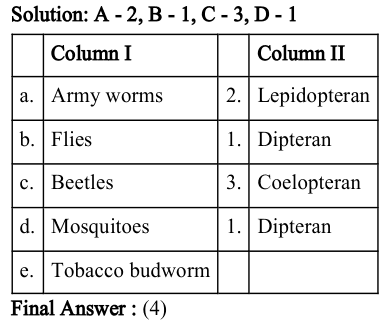 Solution: A - 2, B - 1, C - 3, D - 1
Column I Column II
a. Army worms 2. Lepidopteran
b. Flies 1. Dipteran
c. Beetles 3. Coelopteran
d. Mosquitoes 1. Dipteran
e. Tobacco budworm
Final Answer : (4)